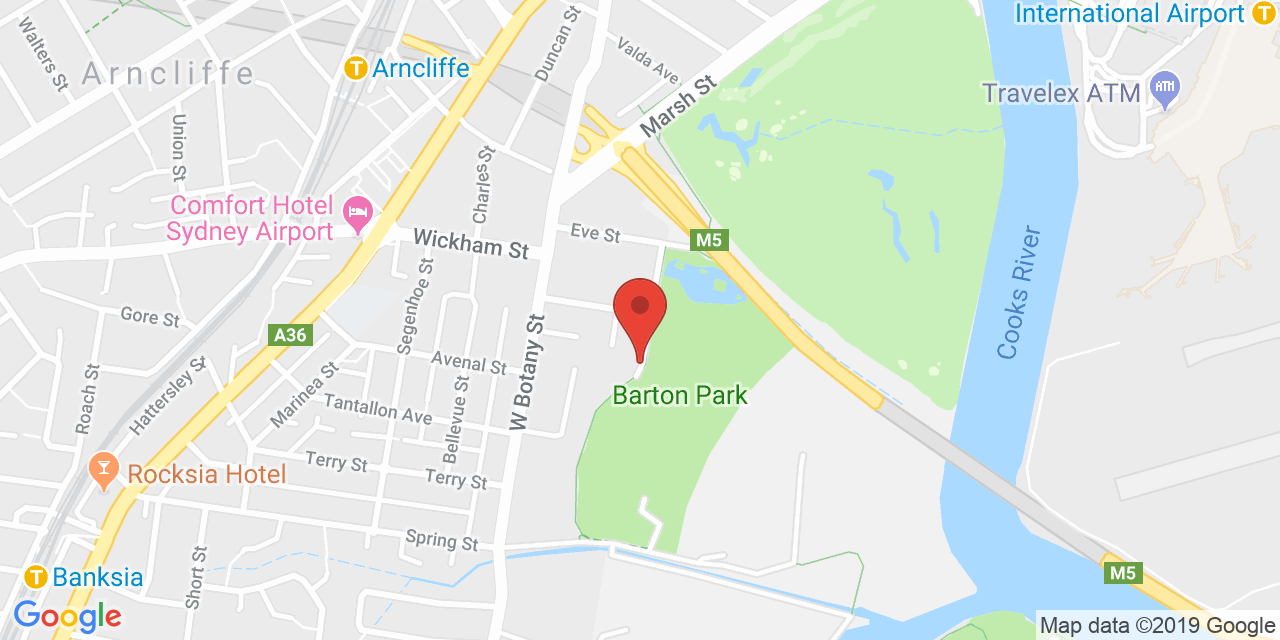 International Airport
T
Walters St
Duncan St
Valda Ave
Arncliffe
T
Arncliffe
Travelex ATM
ATM
Marsh St
Union St
Charles St
Comfort Hotel
Sydney Airport
Wickham St
Eve St
M5
Cooks River
Segenhoe St
Gore St
A36
W Botany St
Avenal St
Roach St
Hattersley St
Marinea St
Bellevue St
Barton Park
Tantallon Ave
Rocksia Hotel
Terry St
Terry St
Spring St
Short St
T
Banksia
M5
Google
Map data ©2019 Google